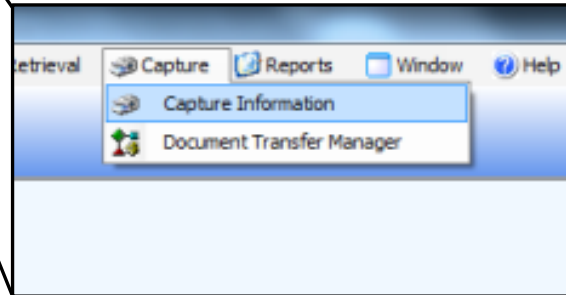 etrieval Capture Reports Window Help
Capture Information
Document Transfer Manager